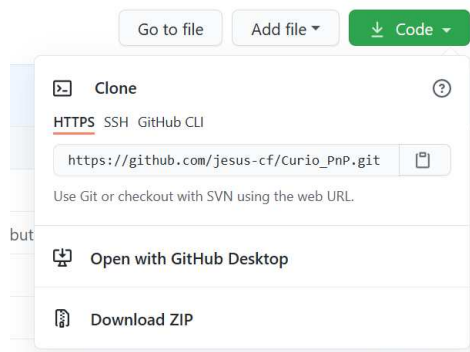 Go to file Add file Code
Clone
HTTPS SSH GitHub CLI
https://github.com/jesus-cf/Curio_PnP.git
Use Git or checkout with SVN using the web URL.
but
Open with GitHub Desktop
Download ZIP